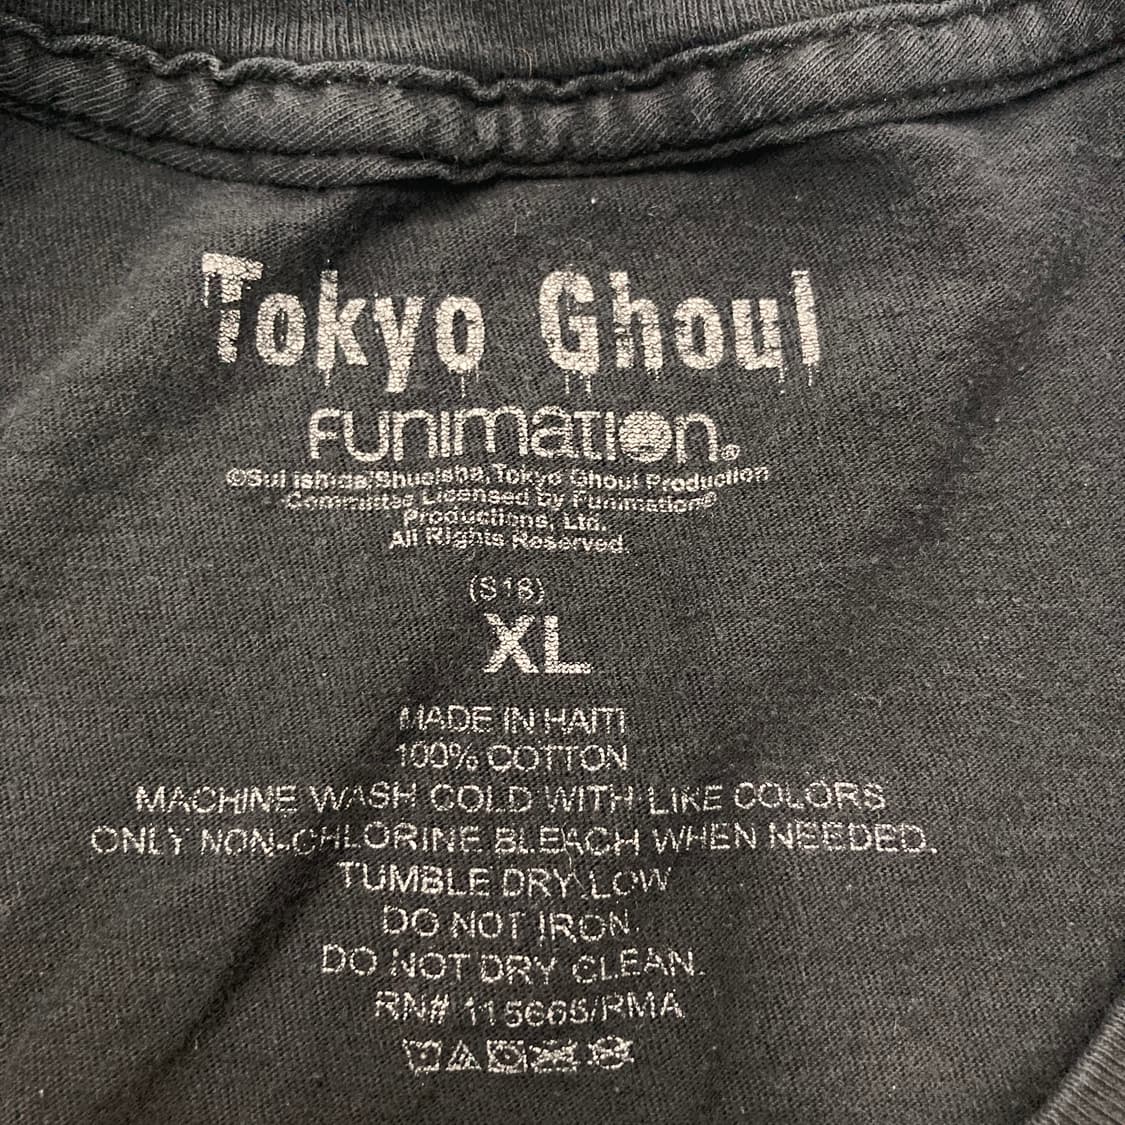 Tokyo Ghoul
FUNIMATION®
©Sui Ishida/Shueisha,Tokyo Ghoul Production
Committee Licensed by Funimation®
Productions, Ltd.
All Rights Reserved.
(S18)
XL
MADE IN HAITI
100% COTTON
MACHINE WASH COLD WITH LIKE COLORS
ONLY NON-CHLORINE BLEACH WHEN NEEDED.
TUMBLE DRY LOW
DO NOT IRON.
DO NOT DRY CLEAN.
RN# 115665/RMA